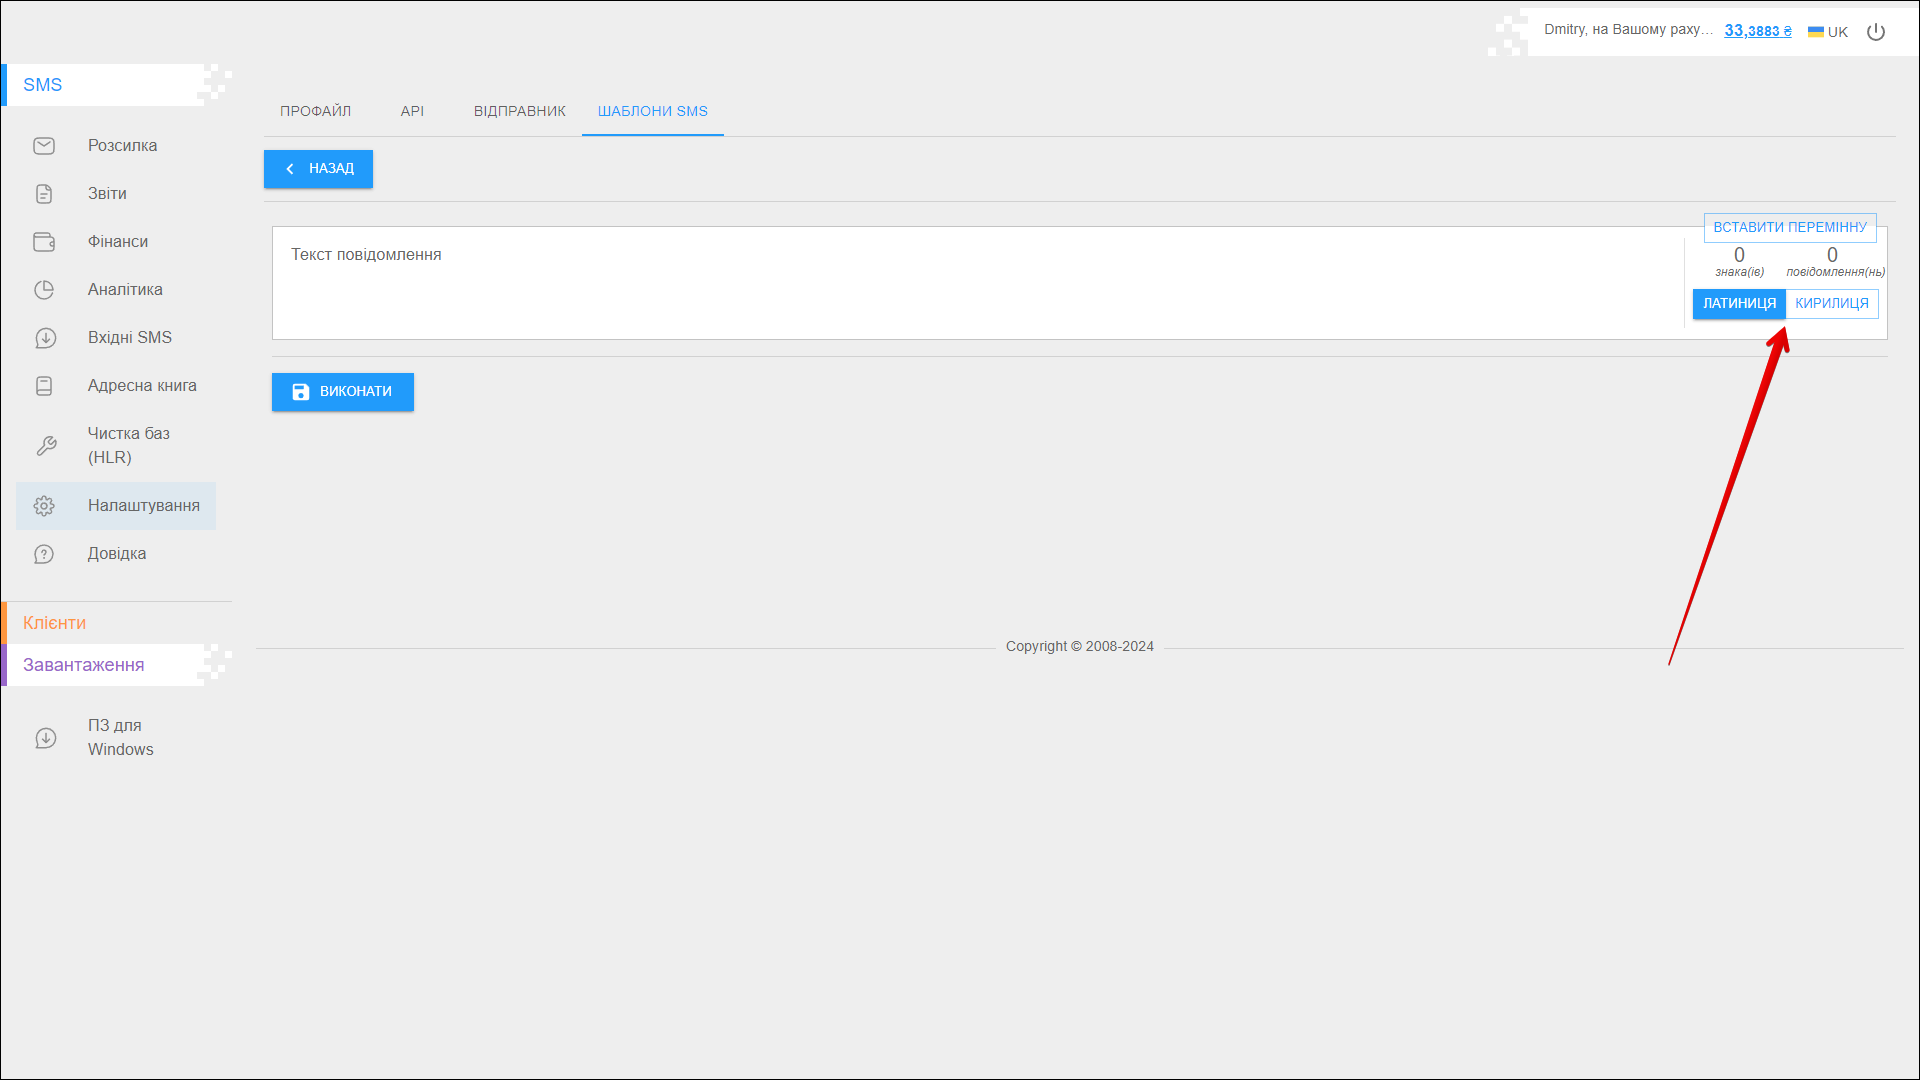 Dmitry, на Вашому раху... 33,3883 ₴ UK
SMS
Розсилка
Звіти
Фінанси
Аналітика
Вхідні SMS
Адресна книга
Чистка баз
(HLR)
Налаштування
Довідка
Клієнти
Завантаження
ПЗ для
Windows
ПРОФАЙЛ API ВІДПРАВНИК ШАБЛОНИ SMS
НАЗАД
Текст повідомлення
ВСТАВИТИ ПЕРЕМІННУ
0 0
знака(ів) повідомлення(нь)
ЛАТИНИЦЯ КИРИЛИЦЯ
ВИКОНАТИ
Copyright © 2008-2024